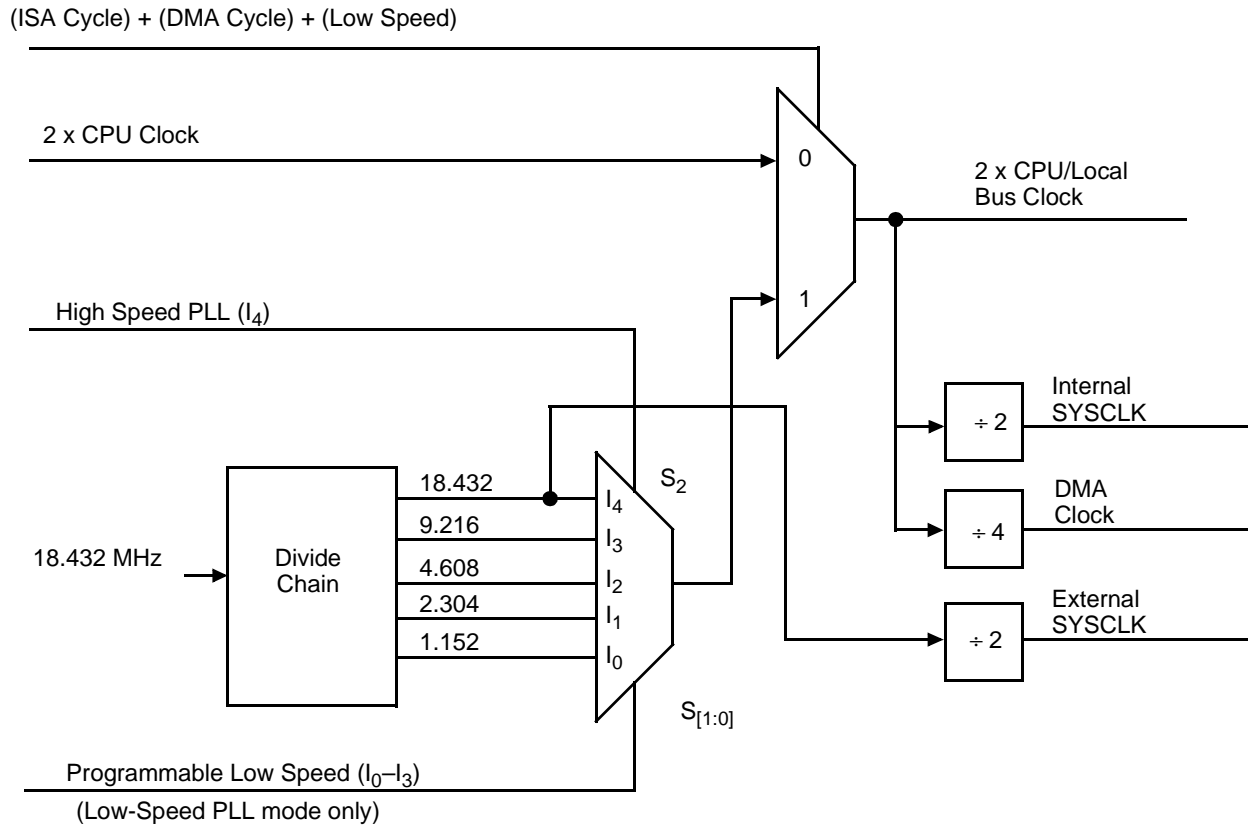 (ISA Cycle) + (DMA Cycle) + (Low Speed)
2 x CPU Clock
0
2 x CPU/Local
Bus Clock
1
High Speed PLL (I4)
Internal
SYSCLK
÷ 2
DMA
Clock
÷ 4
External
SYSCLK
÷ 2
18.432 MHz
Divide
Chain
18.432
9.216
4.608
2.304
1.152
I4
I3
I2
I1
I0
S2
S[1:0]
Programmable Low Speed (I0–I3)
(Low-Speed PLL mode only)